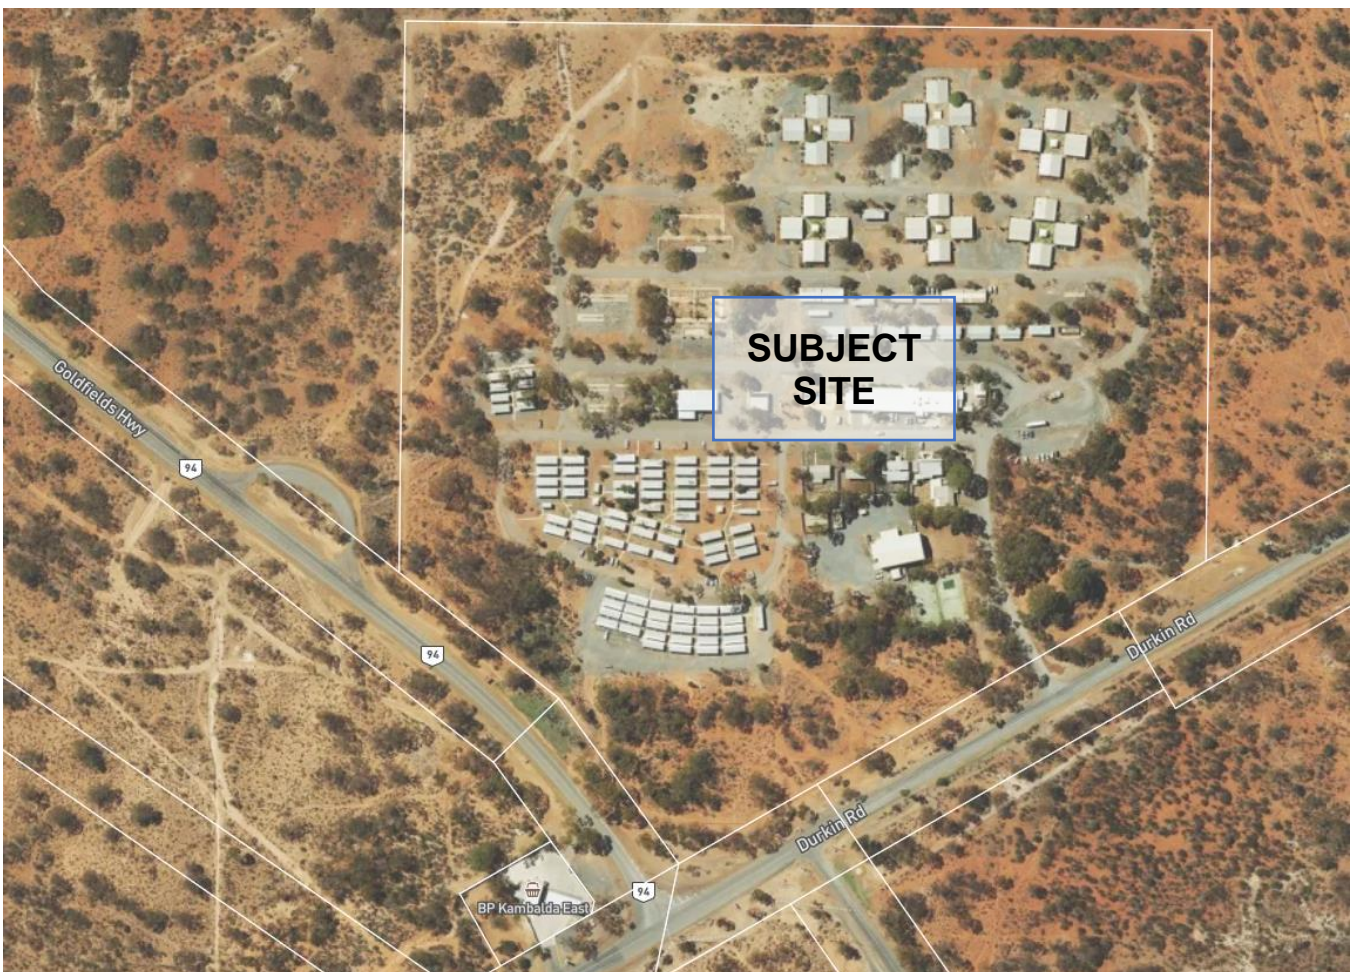 SUBJECT
SITE
Goldfields Hwy
94
94
Durkin Rd
Durkin Rd
94
BP Kambalda East